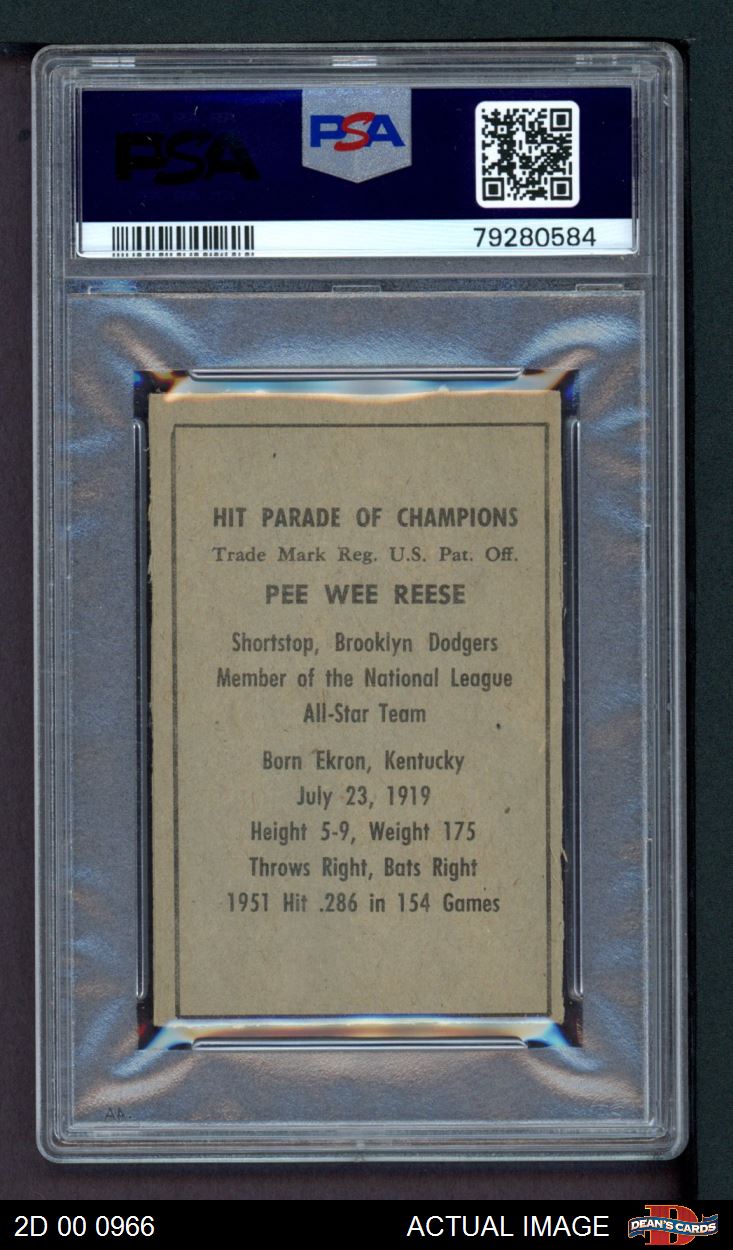 PSA
PSA
79280584
HIT PARADE OF CHAMPIONS
Trade Mark Reg. U.S. Pat. Off.
PEE WEE REESE
Shortstop, Brooklyn Dodgers
Member of the National League
All-Star Team
Born Ekron, Kentucky
July 23, 1919
Height 5-9, Weight 175
Throws Right, Bats Right
1951 Hit .286 in 154 Games
AA.
2D 00 0966
ACTUAL IMAGE
DEAN'S CARDS